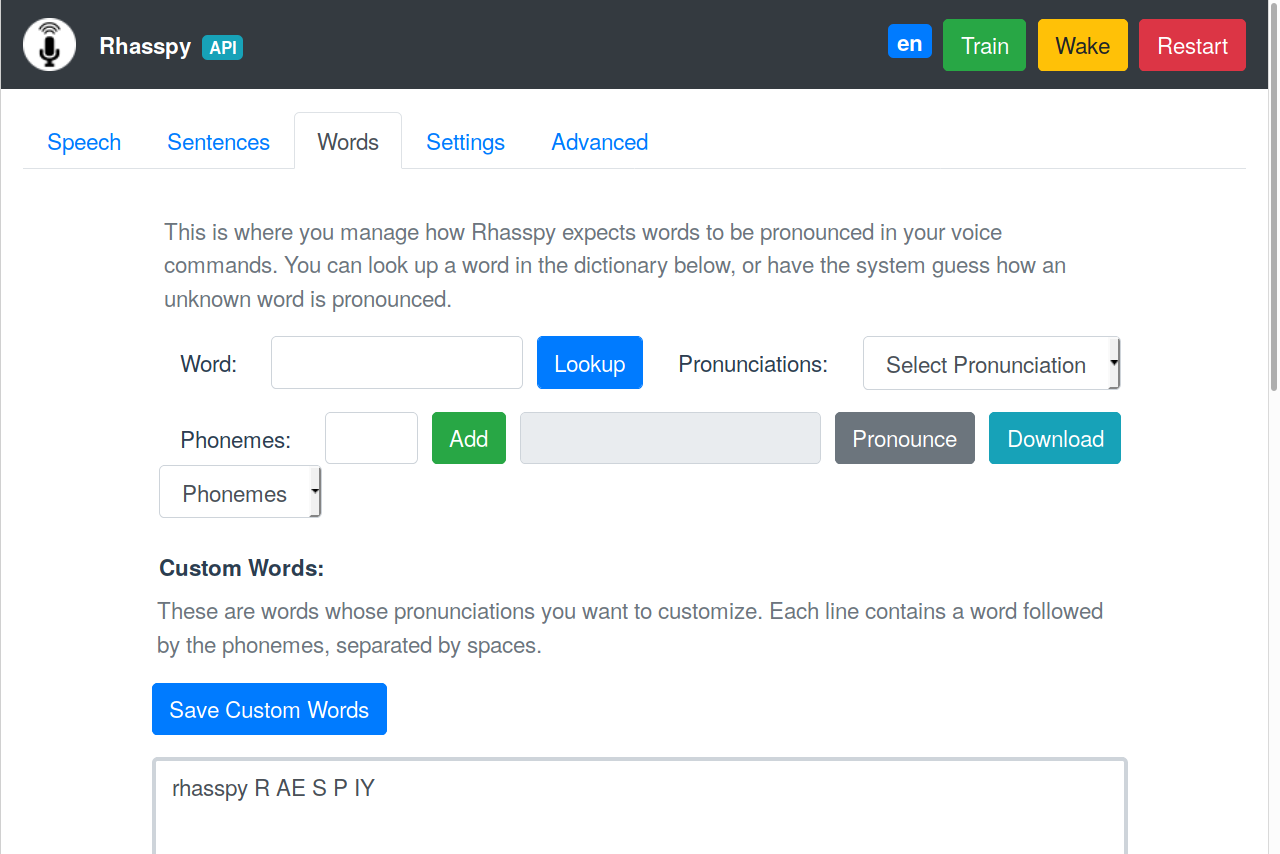 Rhasspy API en Train Wake Restart
Speech Sentences Words Settings Advanced
This is where you manage how Rhasspy expects words to be pronounced in your voice
commands. You can look up a word in the dictionary below, or have the system guess how an
unknown word is pronounced.
Word: Lookup Pronunciations: Select Pronunciation
Phonemes: Add Pronounce Download
Phonemes
Custom Words:
These are words whose pronunciations you want to customize. Each line contains a word followed
by the phonemes, separated by spaces.
Save Custom Words
rhasspy R AE S P IY